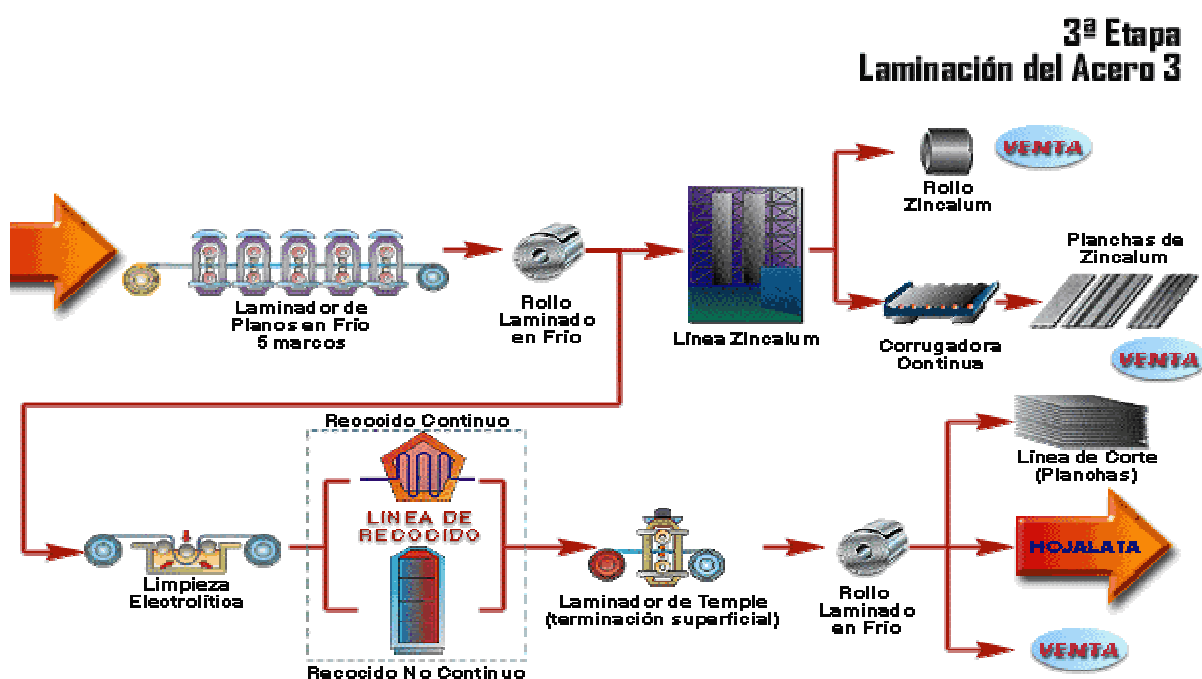 3ª Etapa
Laminación del Acero 3
VENTA
Rollo
Zincalum
Planchas de
Zincalum
Laminador de
Planos en Frío
5 marcos
Rollo
Laminado
en Frío
Línea Zincalum
Corrugadora
Continua
VENTA
Recocido Continuo
LINEA DE
RECOCIDO
Línea de Corte
(Planchas)
HOJALATA
Limpieza
Electrolítica
Laminador de Temple
(terminación superficial)
Rollo
Laminado
en Frío
VENTA
Recocido No Continuo